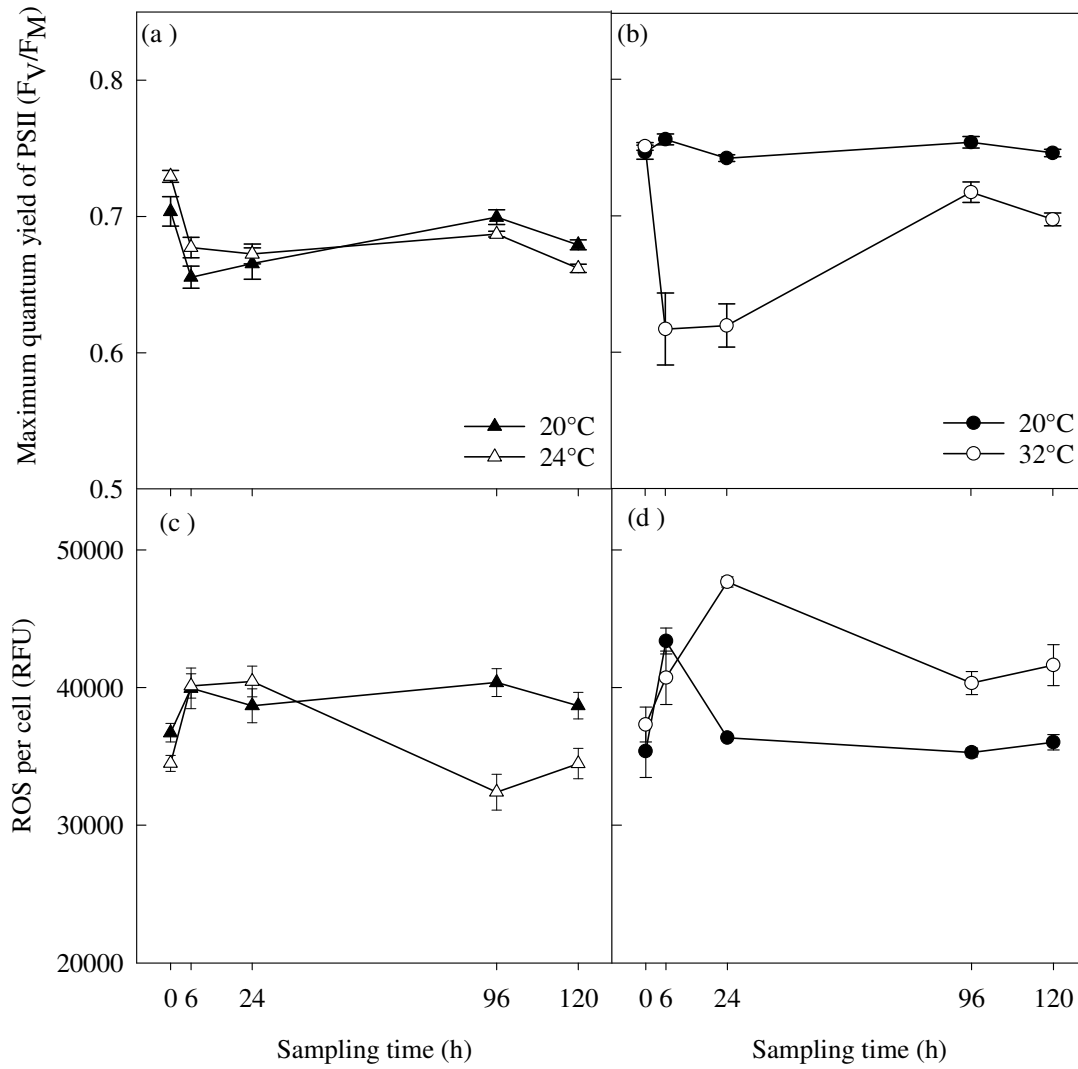 Maximum quantum yield of PSII (FV/FM)
(a )
(b)
0.8
0.7
0.6
0.5
20°C
24°C
20°C
32°C
ROS per cell (RFU)
(c )
(d )
50000
40000
30000
20000
0 6 24 96 120
0 6 24 96 120
Sampling time (h)
Sampling time (h)